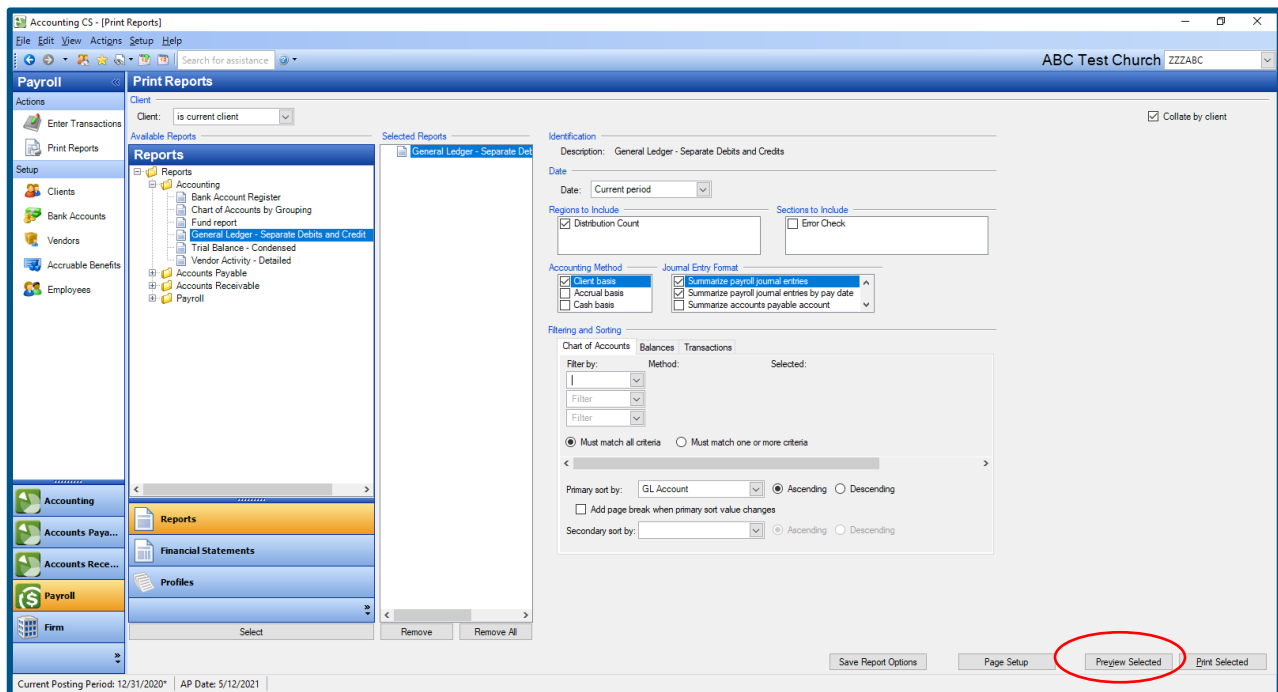 Accounting CS - [Print Reports]
File Edit View Actions Setup Help
Search for assistance
ABC Test Church ZZZABC
Payroll
Print Reports
Actions
Enter Transactions
Print Reports
Setup
Clients
Bank Accounts
Vendors
Accruable Benefits
Employees
Accounting
Accounts Paya...
Accounts Rece...
Payroll
Firm
Client
Client: is current client
Collate by client
Available Reports
Reports
Reports
Accounting
Bank Account Register
Chart of Accounts by Grouping
Fund report
General Ledger - Separate Debits and Credit
Trial Balance - Condensed
Vendor Activity - Detailed
Accounts Payable
Accounts Receivable
Payroll
Reports
Financial Statements
Profiles
Select
Selected Reports
General Ledger - Separate Deb
Remove Remove All
Identification
Description: General Ledger - Separate Debits and Credits
Date
Date: Current period
Regions to Include
Distribution Count
Sections to Include
Error Check
Accounting Method
Client basis
Accrual basis
Cash basis
Journal Entry Format
Summarize payroll journal entries
Summarize payroll journal entries by pay date
Summarize accounts payable account
Filtering and Sorting
Chart of Accounts Balances Transactions
Filter by: Method: Selected:
Filter
Filter
Must match all criteria Must match one or more criteria
Primary sort by: GL Account Ascending Descending
Add page break when primary sort value changes
Secondary sort by: Ascending Descending
Save Report Options Page Setup Preview Selected Print Selected
Current Posting Period: 12/31/2020* AP Date: 5/12/2021